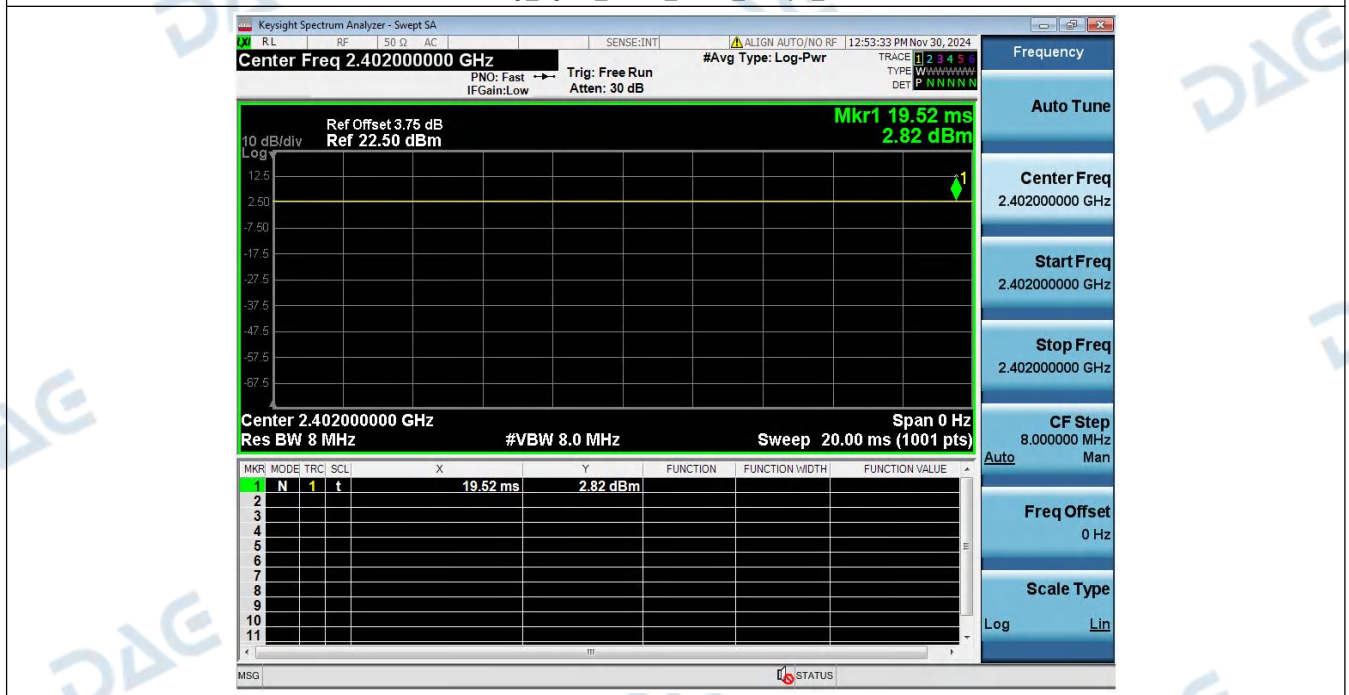 Keysight Spectrum Analyzer - Swept SA
LXI RL RF 50 Ω AC SENSE:INT ALIGN AUTO/NO RF 12:53:33 PM Nov 30, 2024
Center Freq 2.402000000 GHz #Avg Type: Log-Pwr TRACE 1 2 3 4 5 6
PNO: Fast Trig: Free Run TYPE WWWWWWW
IFGain:Low Atten: 30 dB DET P N N N N N
Mkr1 19.52 ms
2.82 dBm
Ref Offset 3.75 dB
10 dB/div Ref 22.50 dBm
Log
1
12.5
2.50
-7.50
-17.5
-27.5
-37.5
-47.5
-57.5
-67.5
Center 2.402000000 GHz Span 0 Hz
Res BW 8 MHz #VBW 8.0 MHz Sweep 20.00 ms (1001 pts)
MKR MODE TRC SCL X Y FUNCTION FUNCTION WIDTH FUNCTION VALUE
1 N 1 t 19.52 ms 2.82 dBm
2
3
4
5
6
7
8
9
10
11
MSG STATUS
Frequency
Auto Tune
Center Freq
2.402000000 GHz
Start Freq
2.402000000 GHz
Stop Freq
2.402000000 GHz
CF Step
8.000000 MHz
Auto Man
Freq Offset
0 Hz
Scale Type
Log Lin
DAG
DAG